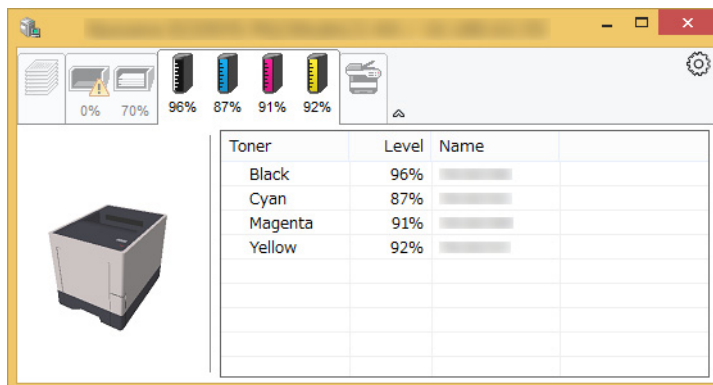 0% 70% 96% 87% 91% 92%
Toner Level Name
Black 96%
Cyan 87%
Magenta 91%
Yellow 92%